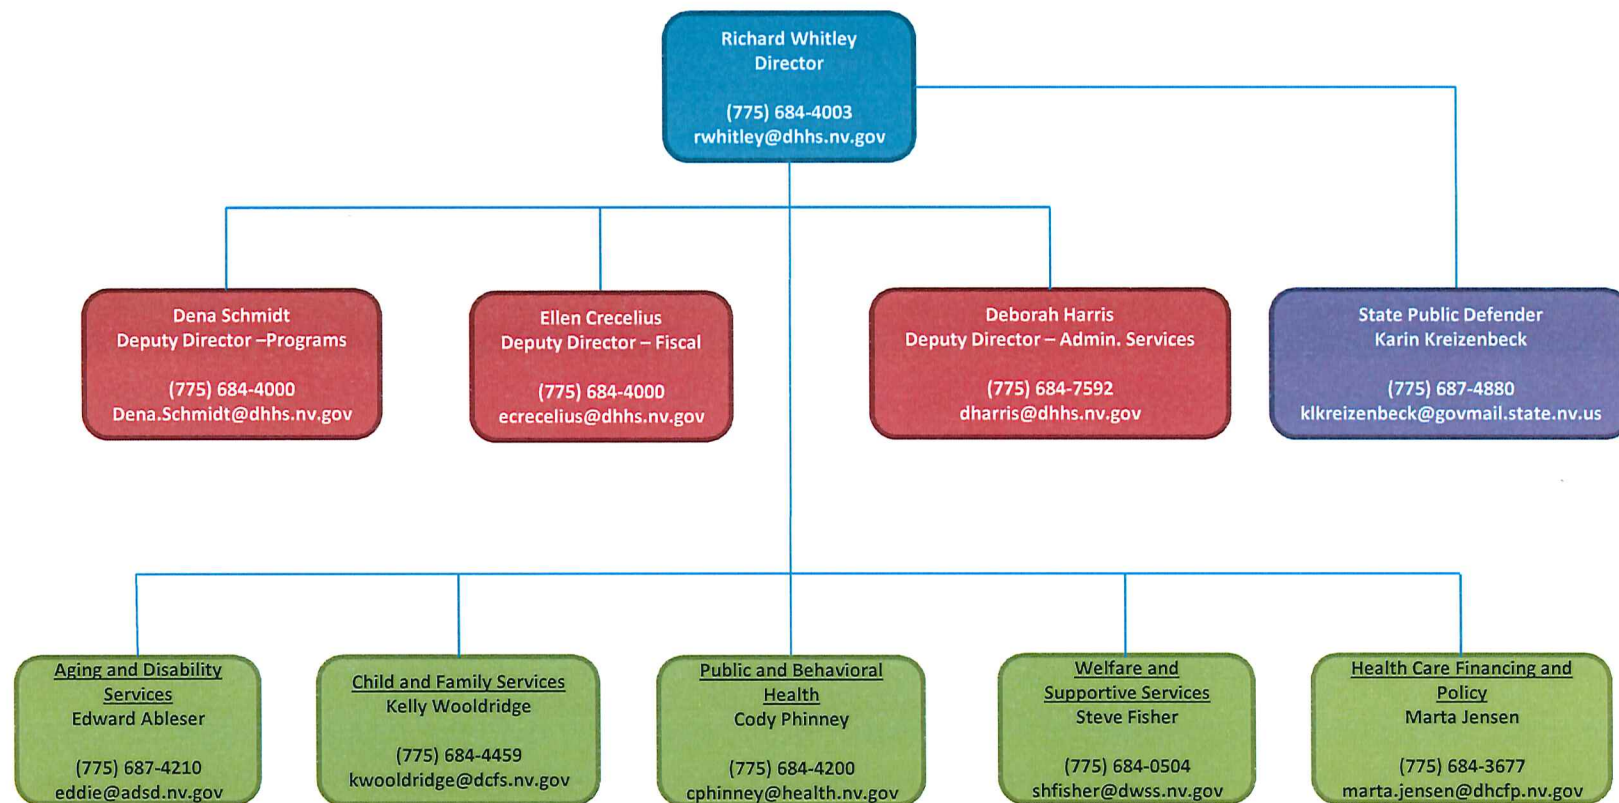 Richard Whitley
Director
(775) 684-4003
rwhitley@dhhs.nv.gov
Dena Schmidt
Deputy Director –Programs
(775) 684-4000
Dena.Schmidt@dhhs.nv.gov
Ellen Crecelius
Deputy Director – Fiscal
(775) 684-4000
ecrecelius@dhhs.nv.gov
Deborah Harris
Deputy Director – Admin. Services
(775) 684-7592
dharris@dhhs.nv.gov
State Public Defender
Karin Kreizenbeck
(775) 687-4880
klkreizenbeck@govmail.state.nv.us
Aging and Disability
Services
Edward Ableser
(775) 687-4210
eddie@adsd.nv.gov
Child and Family Services
Kelly Wooldridge
(775) 684-4459
kwooldridge@dcfs.nv.gov
Public and Behavioral
Health
Cody Phinney
(775) 684-4200
cphinney@health.nv.gov
Welfare and
Supportive Services
Steve Fisher
(775) 684-0504
shfisher@dwss.nv.gov
Health Care Financing and
Policy
Marta Jensen
(775) 684-3677
marta.jensen@dhcfp.nv.gov